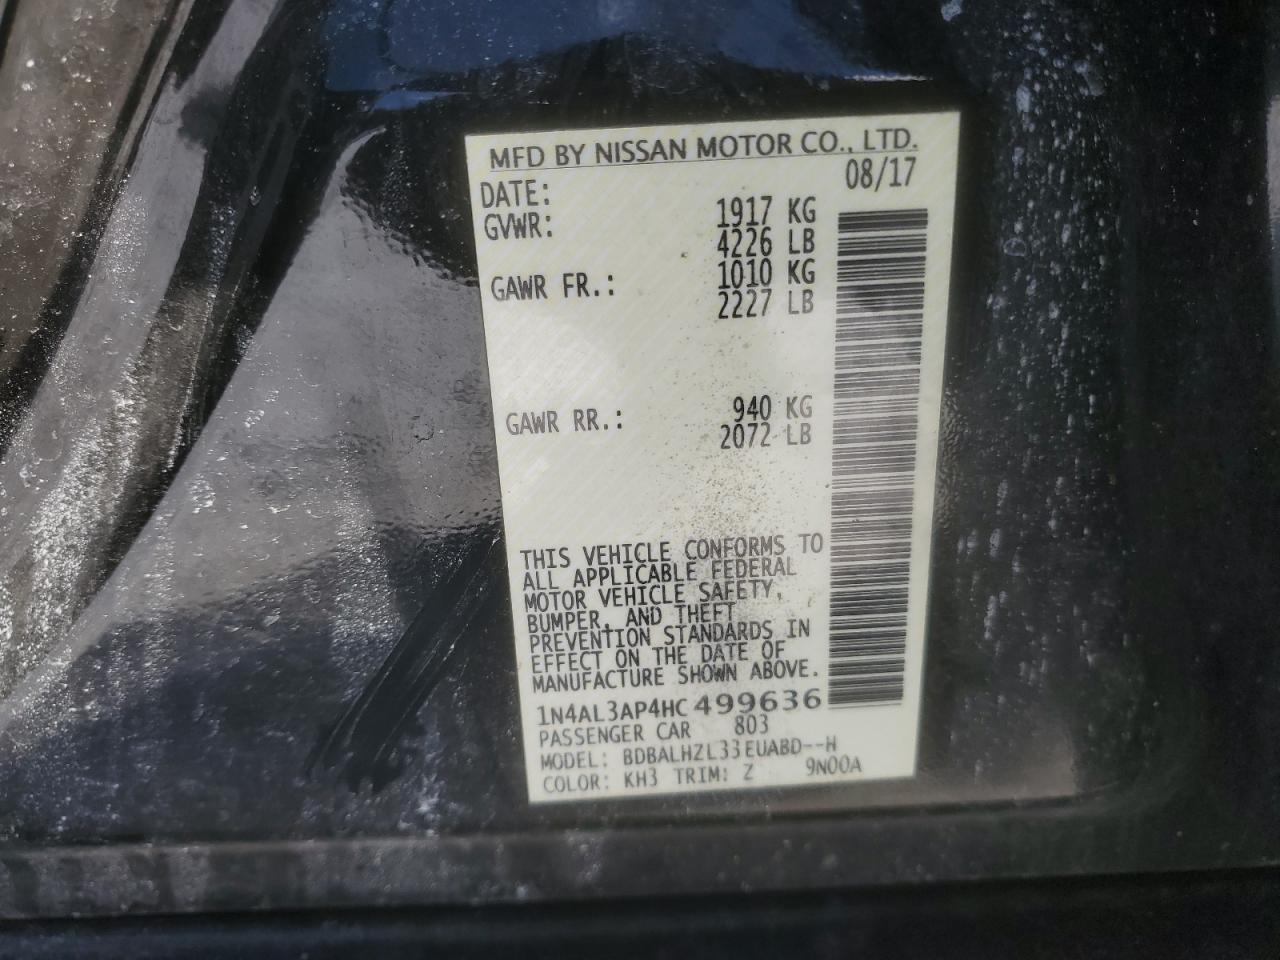 MFD BY NISSAN MOTOR CO., LTD.
DATE: 08/17
GVWR: 1917 KG
4226 LB
GAWR FR.: 1010 KG
2227 LB
GAWR RR.: 940 KG
2072 LB
THIS VEHICLE CONFORMS TO
ALL APPLICABLE FEDERAL
MOTOR VEHICLE SAFETY,
BUMPER, AND THEFT
PREVENTION STANDARDS IN
EFFECT ON THE DATE OF
MANUFACTURE SHOWN ABOVE.
1N4AL3AP4HC499636
PASSENGER CAR 803
MODEL: BDBALHZL33EUABD--H
COLOR: KH3 TRIM: Z 9N00A